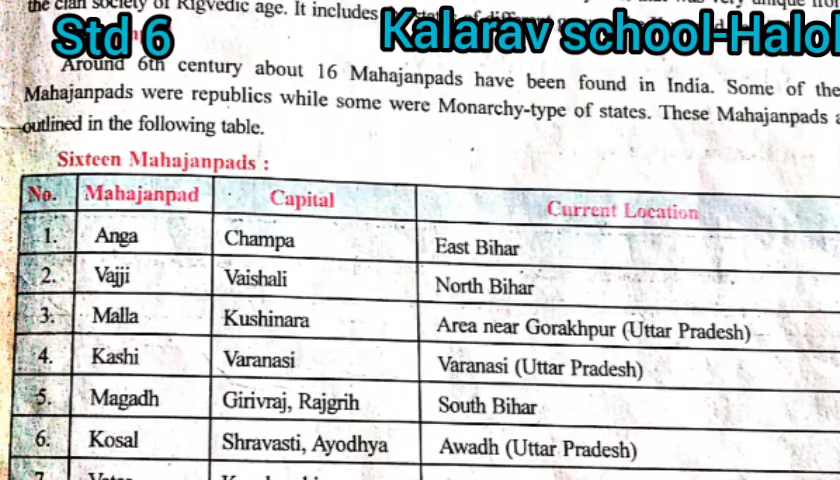 the clan society of Rigvedic age. It includes
Std 6
Kalarav school-Halol
Around 6th century about 16 Mahajanpads have been found in India. Some of the
Mahajanpads were republics while some were Monarchy-type of states. These Mahajanpads a
outlined in the following table.
Sixteen Mahajanpads :
No. Mahajanpad Capital Current Location
1. Anga Champa East Bihar
2. Vajji Vaishali North Bihar
3. Malla Kushinara Area near Gorakhpur (Uttar Pradesh)
4. Kashi Varanasi Varanasi (Uttar Pradesh)
5. Magadh Girivraj, Rajgrih South Bihar
6. Kosal Shravasti, Ayodhya Awadh (Uttar Pradesh)
7.